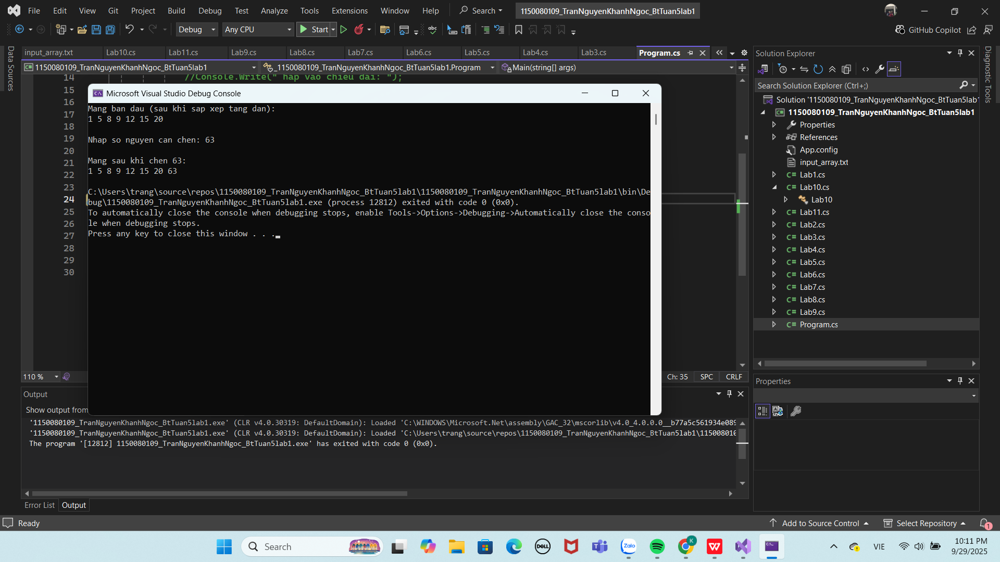 File Edit View Git Project Build Debug Test Analyze Tools Extensions Window Help Search 1150080109_TranNguyenKhanhNgoc_BtTuan5lab1
Debug Any CPU Start GitHub Copilot
Data Sources
input_array.txt Lab10.cs Lab11.cs Lab9.cs Lab8.cs Lab7.cs Lab6.cs Lab5.cs Lab4.cs Lab3.cs Program.cs
1150080109_TranNguyenKhanhNgoc_BtTuan5lab1 _1150080109_TranNguyenKhanhNgoc_BtTuan5lab1.Program Main(string[] args)
14 //Console.Write(" hap vao chieu dai: ");
15
16
17
18
19
20
21
22
23
24
25
26
27
28
29
30
Microsoft Visual Studio Debug Console
Mang ban dau (sau khi sap xep tang dan):
1 5 8 9 12 15 20
Nhap so nguyen can chen: 63
Mang sau khi chen 63:
1 5 8 9 12 15 20 63
C:\Users\trang\source\repos\1150080109_TranNguyenKhanhNgoc_BtTuan5lab1\1150080109_TranNguyenKhanhNgoc_BtTuan5lab1\bin\De
bug\1150080109_TranNguyenKhanhNgoc_BtTuan5lab1.exe (process 12812) exited with code 0 (0x0).
To automatically close the console when debugging stops, enable Tools->Options->Debugging->Automatically close the conso
le when debugging stops.
Press any key to close this window . . .
110 % Ch: 35 SPC CRLF
Output
Show output from
'1150080109_TranNguyenKhanhNgoc_BtTuan5lab1.exe' (CLR v4.0.30319: DefaultDomain): Loaded 'C:\WINDOWS\Microsoft.Net\assembly\GAC_32\mscorlib\v4.0_4.0.0.0__b77a5c561934e089
'1150080109_TranNguyenKhanhNgoc_BtTuan5lab1.exe' (CLR v4.0.30319: DefaultDomain): Loaded 'C:\Users\trang\source\repos\1150080109_TranNguyenKhanhNgoc_BtTuan5lab1\115008010
The program '[12812] 1150080109_TranNguyenKhanhNgoc_BtTuan5lab1.exe' has exited with code 0 (0x0).
Error List Output
Solution Explorer
Search Solution Explorer (Ctrl+;)
Solution '1150080109_TranNguyenKhanhNgoc_BtTuan5lab1'
1150080109_TranNguyenKhanhNgoc_BtTuan5lab1
Properties
References
App.config
input_array.txt
C# Lab1.cs
C# Lab10.cs
Lab10
C# Lab11.cs
C# Lab2.cs
C# Lab3.cs
C# Lab4.cs
C# Lab5.cs
C# Lab6.cs
C# Lab7.cs
C# Lab8.cs
C# Lab9.cs
C# Program.cs
Diagnostic Tools
Properties
Ready Add to Source Control Select Repository 1
Search DELL Zalo K W VIE 10:11 PM
9/29/2025